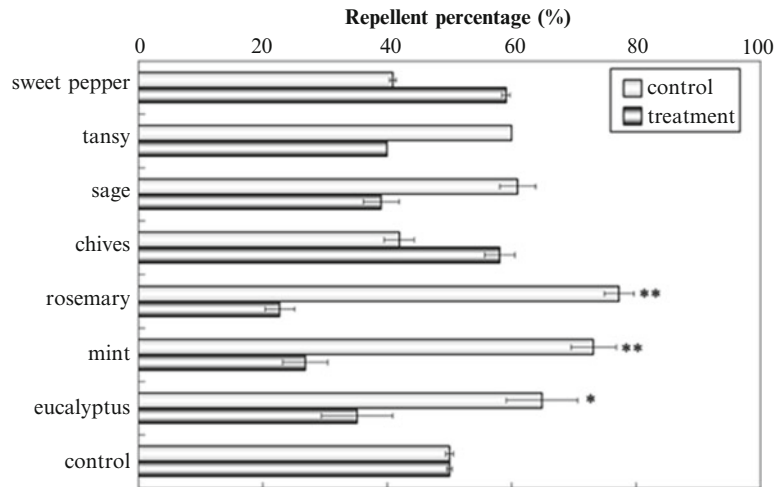 Repellent percentage (%)
0 20 40 60 80 100
control
treatment
sweet pepper
tansy
sage
chives
rosemary **
mint **
eucalyptus *
control